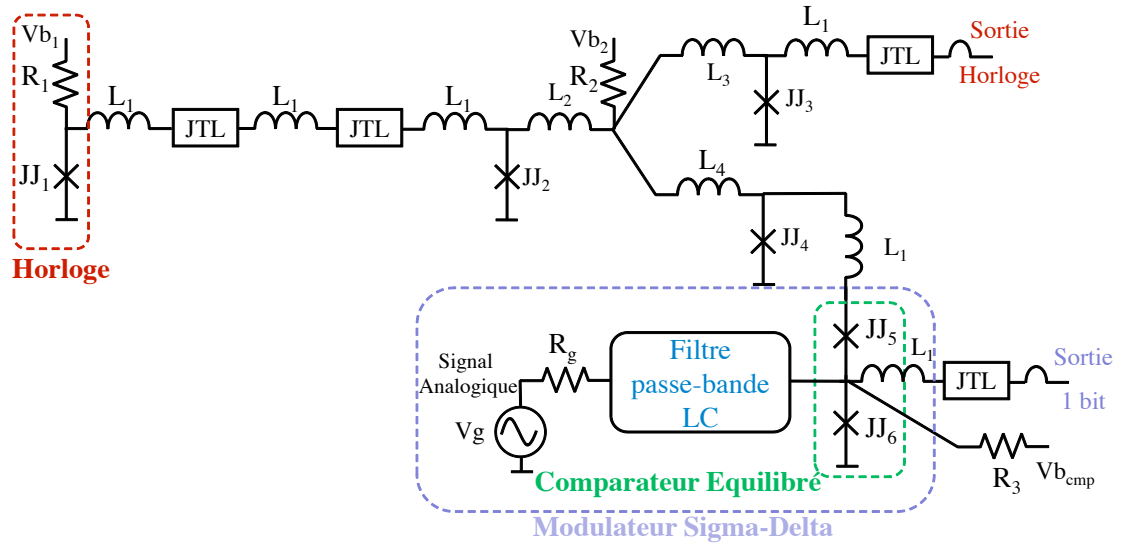 Vb₁
R₁
JJ₁
Horloge
L₁
JTL
L₁
JTL
L₁
JJ₂
L₂
Vb₂
R₂
L₃
JJ₃
L₁
JTL
Sortie
Horloge
L₄
JJ₄
L₁
Signal
Analogique
Vg
R₉
Filtre
passe-bande
LC
JJ₅
JJ₆
L₁
JTL
Sortie
1 bit
R₃
Vb_cmp
Comparateur Equilibré
Modulateur Sigma-Delta